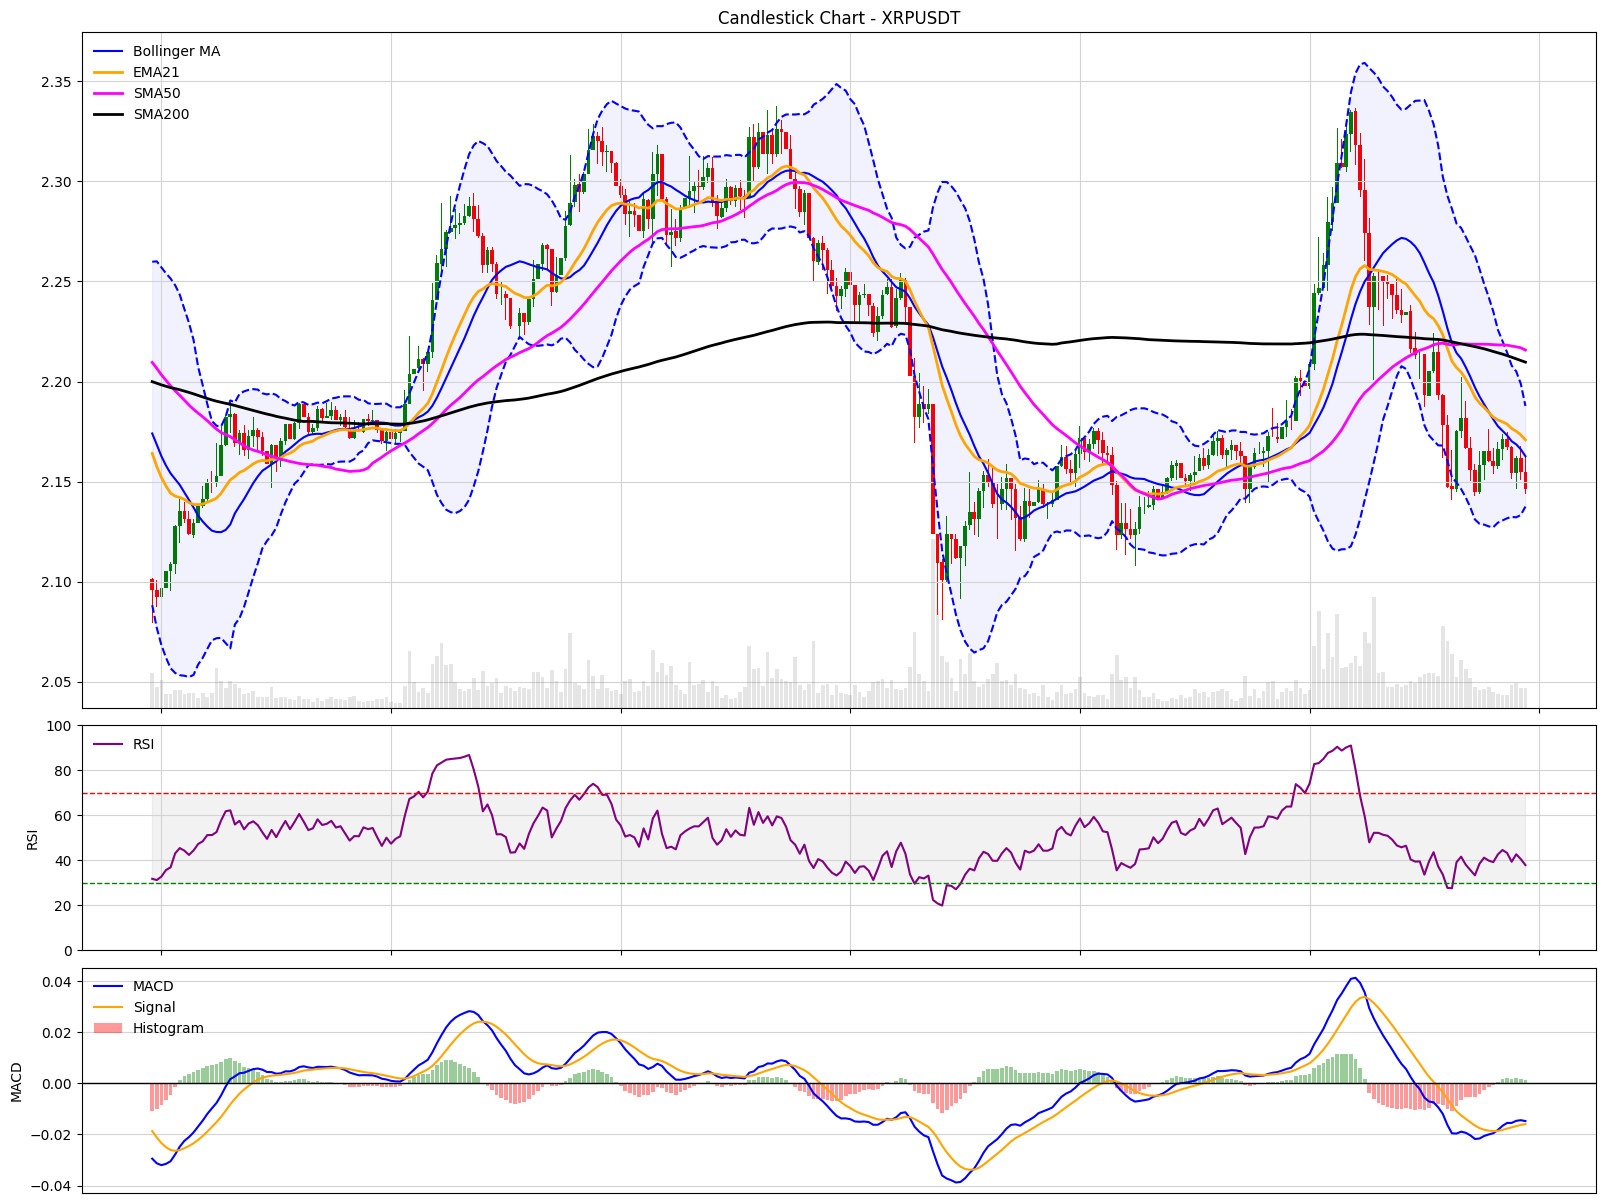 Candlestick Chart - XRPUSDT
Bollinger MA
EMA21
SMA50
SMA200
2.35
2.30
2.25
2.20
2.15
2.10
2.05
RSI
RSI
100
80
60
40
20
0
MACD
Signal
Histogram
MACD
0.04
0.02
0.00
−0.02
−0.04